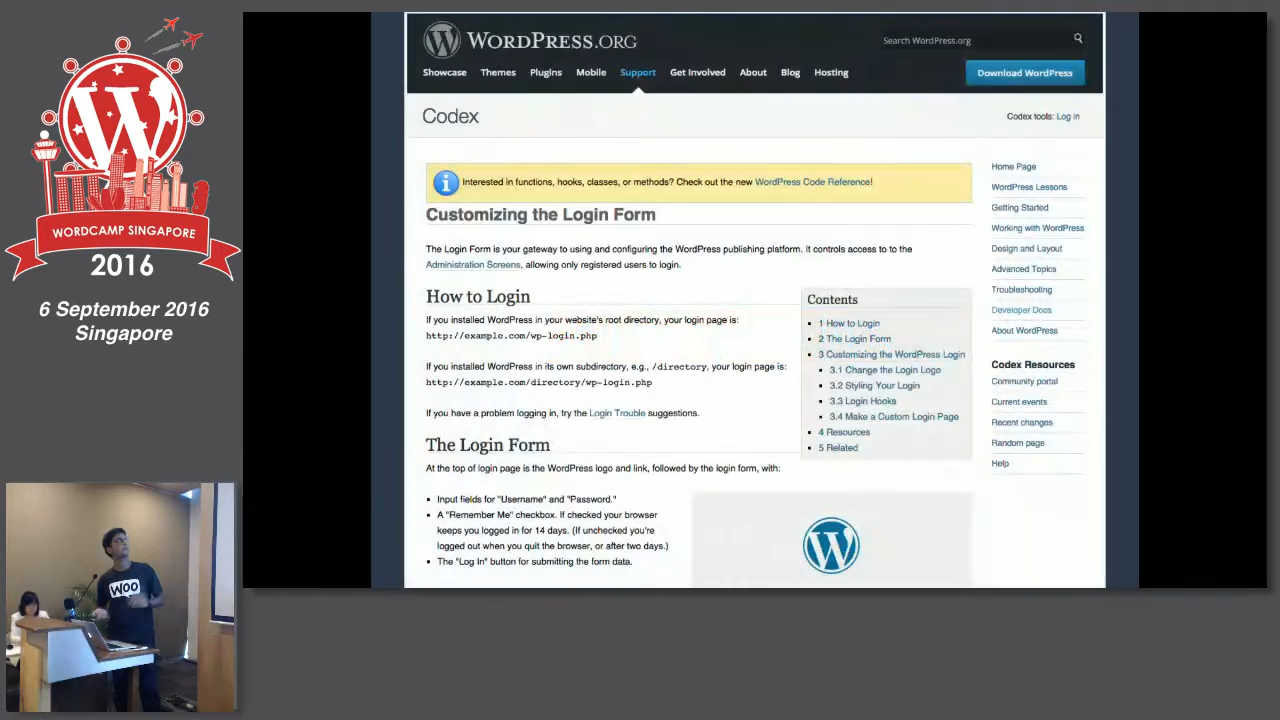 WORDCAMP SINGAPORE
2016
6 September 2016
Singapore
WOO
WORDPRESS.ORG
Search WordPress.org
Showcase Themes Plugins Mobile Support Get Involved About Blog Hosting
Download WordPress
Codex
Codex tools: Log in
Interested in functions, hooks, classes, or methods? Check out the new WordPress Code Reference!
Customizing the Login Form
The Login Form is your gateway to using and configuring the WordPress publishing platform. It controls access to to the
Administration Screens, allowing only registered users to login.
How to Login
If you installed WordPress in your website's root directory, your login page is:
http://example.com/wp-login.php
If you installed WordPress in its own subdirectory, e.g., /directory, your login page is:
http://example.com/directory/wp-login.php
If you have a problem logging in, try the Login Trouble suggestions.
The Login Form
At the top of login page is the WordPress logo and link, followed by the login form, with:
Input fields for "Username" and "Password."
A "Remember Me" checkbox. If checked your browser
keeps you logged in for 14 days. (If unchecked you're
logged out when you quit the browser, or after two days.)
The "Log In" button for submitting the form data.
Contents
1 How to Login
2 The Login Form
3 Customizing the WordPress Login
3.1 Change the Login Logo
3.2 Styling Your Login
3.3 Login Hooks
3.4 Make a Custom Login Page
4 Resources
5 Related
Home Page
WordPress Lessons
Getting Started
Working with WordPress
Design and Layout
Advanced Topics
Troubleshooting
Developer Docs
About WordPress
Codex Resources
Community portal
Current events
Recent changes
Random page
Help